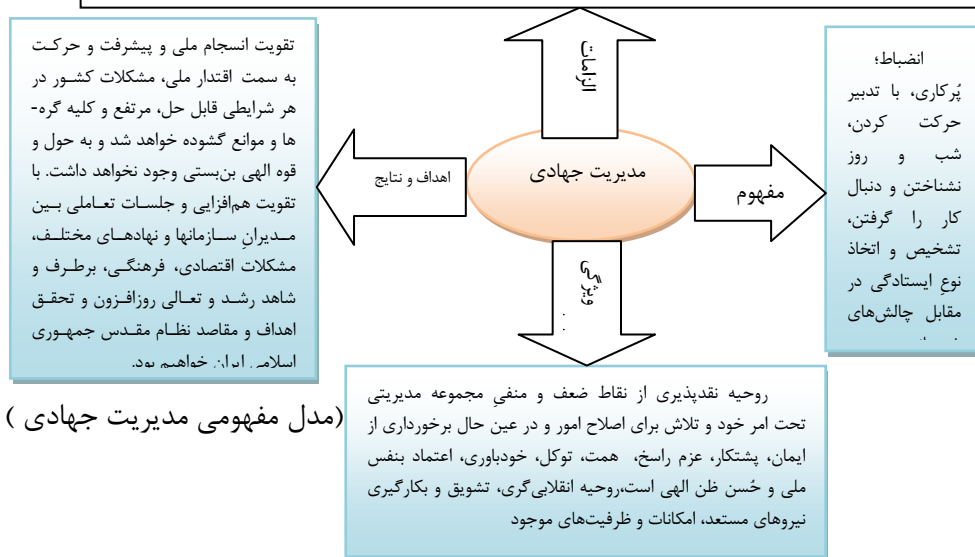 الزامات
مدیریت جهادی
مفهوم
انضباط؛
پُرکاری، با تدبیر
حرکت کردن،
شب و روز
نشناختن و دنبال
کار را گرفتن،
تشخیص و اتخاذ
نوعِ ایستادگی در
مقابل چالش‌های
اهداف و نتایج
تقویت انسجام ملی و پیشرفت و حرکت
به سمت اقتدار ملی، مشکلات کشور در
هر شرایطی قابل حل، مرتفع و کلیه گره-
ها و موانع گشوده خواهد شد و به حول و
قوه الهی بن‌بستی وجود نخواهد داشت. با
تقویت هم‌افزایی و جلسات تعاملی بین
مدیرانِ سازمانها و نهادهای مختلف،
مشکلات اقتصادی، فرهنگی، برطرف و
شاهد رشد و تعالی روزافزون و تحقق
اهداف و مقاصد نظام مقدس جمهوری
اسلامی ایران خواهیم بود.
ویژگی
روحیه نقدپذیری از نقاط ضعف و منفیِ مجموعه مدیریتی
تحت امر خود و تلاش برای اصلاح امور و در عین حال برخورداری از
ایمان، پشتکار، عزم راسخ، همت، توکل، خودباوری، اعتماد بنفس
ملی و حُسن ظن الهی است،روحیه انقلابی‌گری، تشویق و بکارگیری
نیروهای مستعد، امکانات و ظرفیت‌های موجود
(مدل مفهومی مدیریت جهادی )